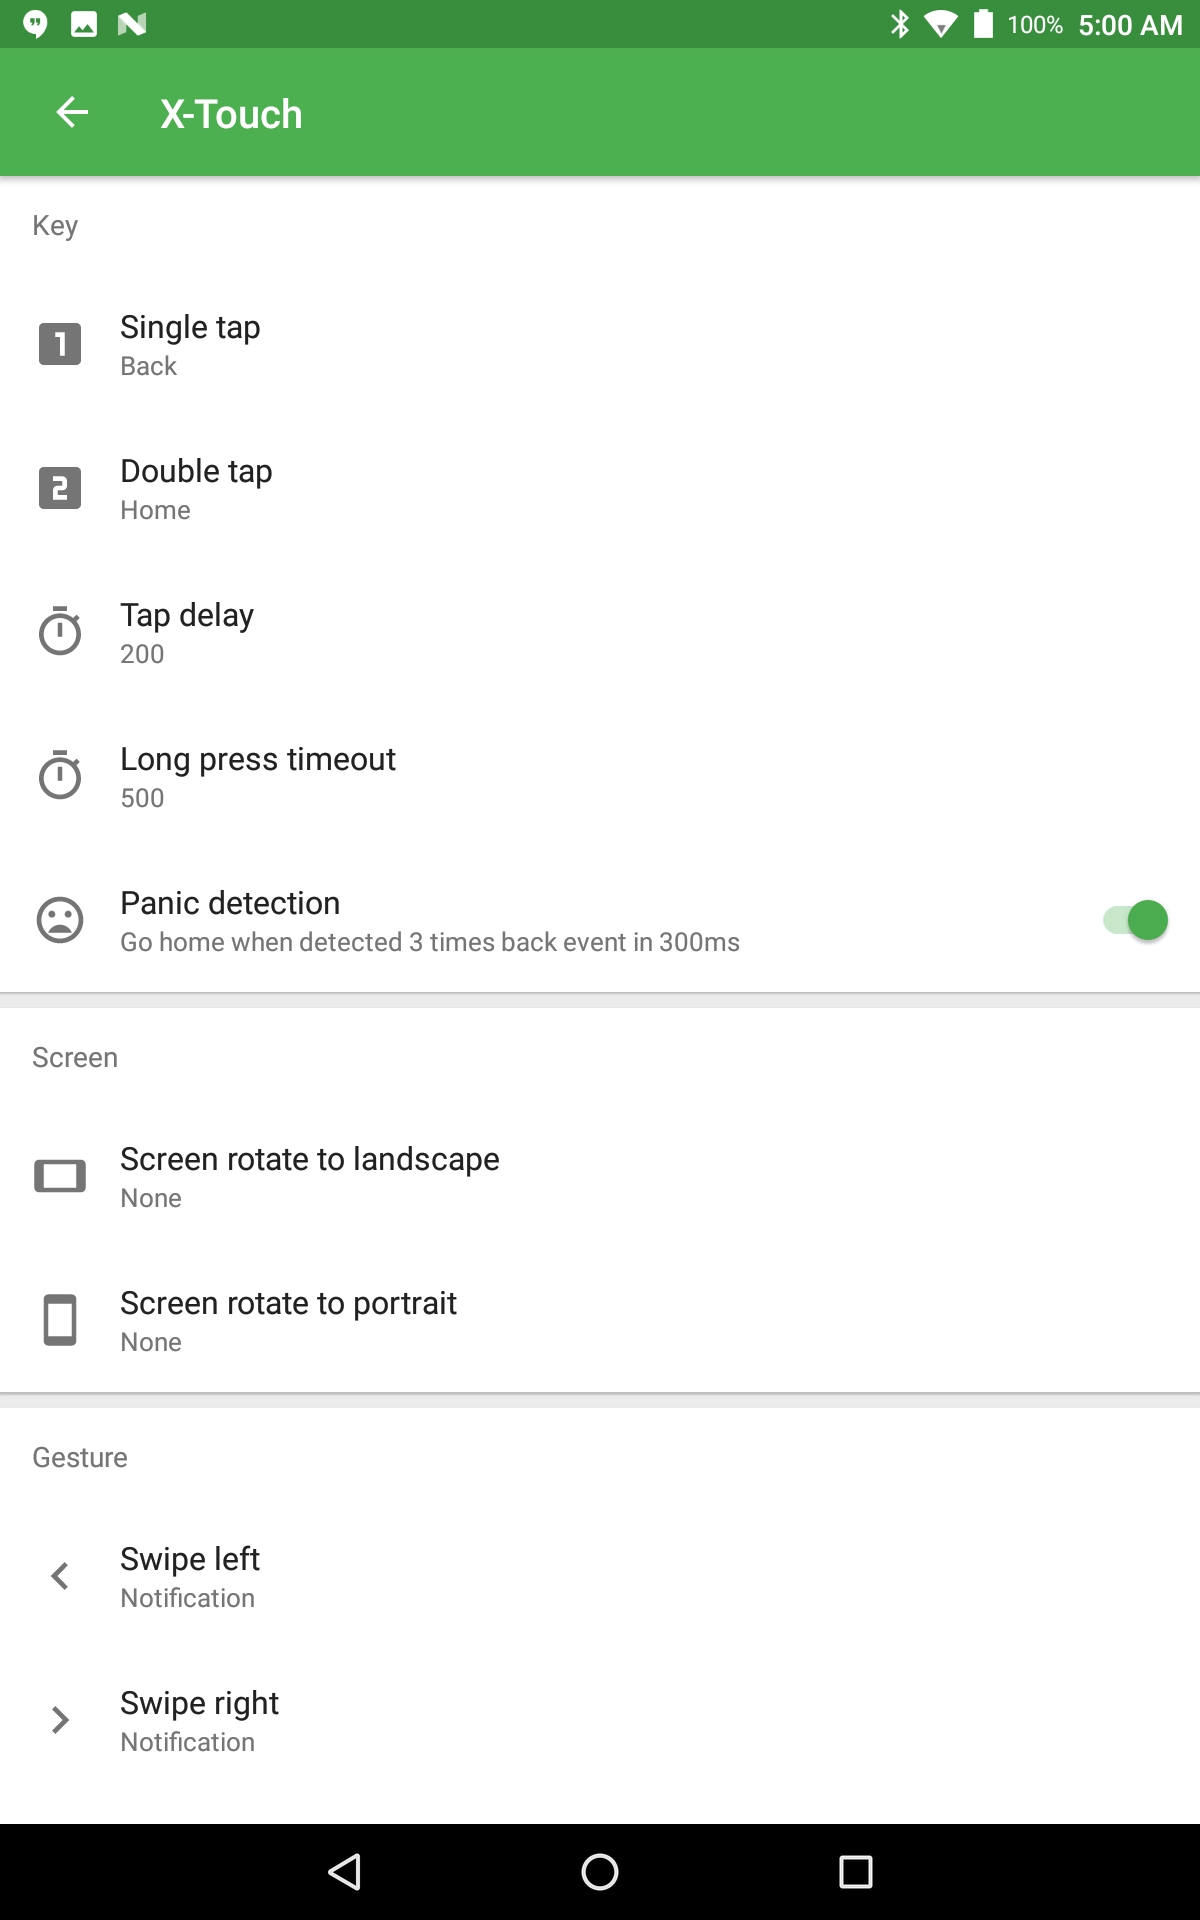 100% 5:00 AM
X-Touch
Key
1
Single tap
Back
2
Double tap
Home
Tap delay
200
Long press timeout
500
Panic detection
Go home when detected 3 times back event in 300ms
Screen
Screen rotate to landscape
None
Screen rotate to portrait
None
Gesture
Swipe left
Notification
Swipe right
Notification